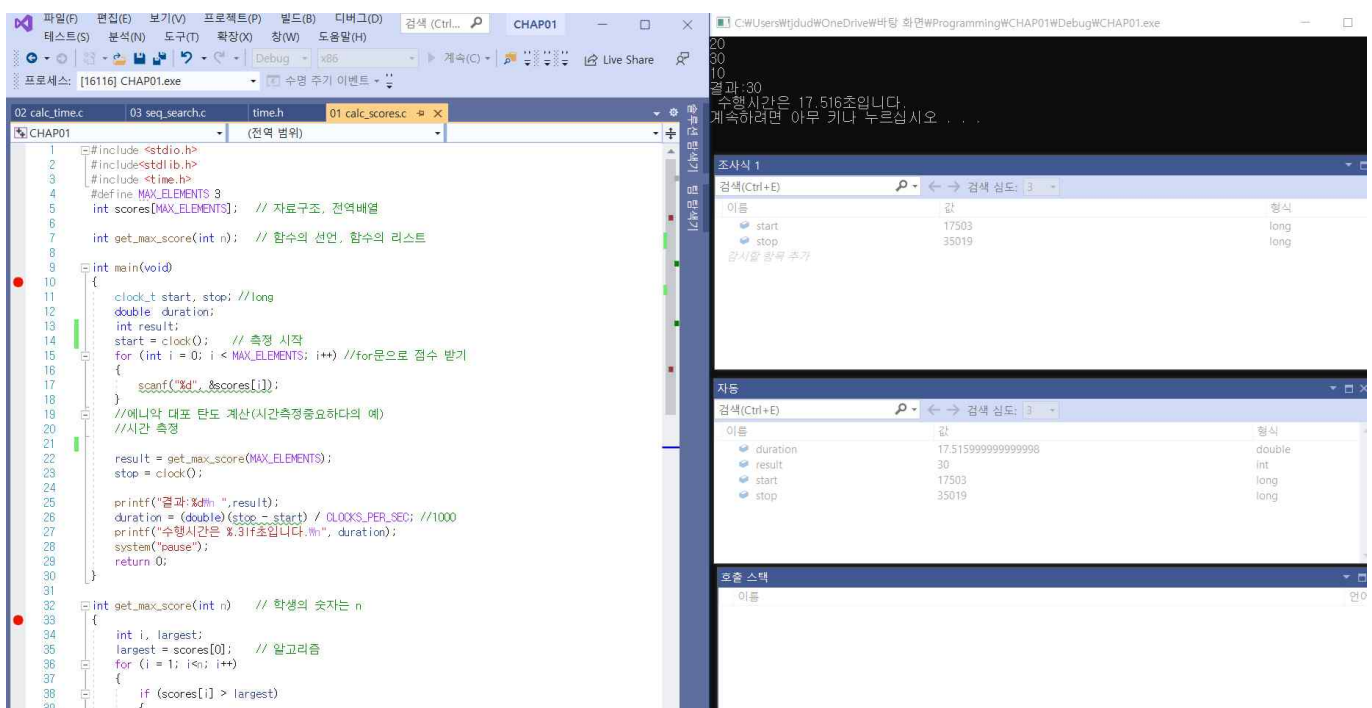 파일(F) 편집(E) 보기(V) 프로젝트(P) 빌드(B) 디버그(D) 검색 (Ctrl... CHAP01
테스트(S) 분석(N) 도구(T) 확장(X) 창(W) 도움말(H)
Debug x86 계속(C) Live Share
프로세스: [16116] CHAP01.exe 수명 주기 이벤트
02 calc_time.c 03 seq_search.c time.h 01 calc_scores.c
CHAP01 (전역 범위)
1 #include <stdio.h>
2 #include<stdlib.h>
3 #include <time.h>
4 #define MAX_ELEMENTS 3
5 int scores[MAX_ELEMENTS]; // 자료구조, 전역배열
6
7 int get_max_score(int n); // 함수의 선언, 함수의 리스트
8
9 int main(void)
10 {
11 clock_t start, stop; //long
12 double duration;
13 int result;
14 start = clock(); // 측정 시작
15 for (int i = 0; i < MAX_ELEMENTS; i++) //for문으로 점수 받기
16 {
17 scanf("%d", &scores[i]);
18 }
19 //에니악 대포 탄도 계산(시간측정중요하다의 예)
20 //시간 측정
21
22 result = get_max_score(MAX_ELEMENTS);
23 stop = clock();
24
25 printf("결과:%d₩n ",result);
26 duration = (double)(stop - start) / CLOCKS_PER_SEC; //1000
27 printf("수행시간은 %.3lf초입니다.₩n", duration);
28 system("pause");
29 return 0;
30 }
31
32 int get_max_score(int n) // 학생의 숫자는 n
33 {
34 int i, largest;
35 largest = scores[0]; // 알고리즘
36 for (i = 1; i<n; i++)
37 {
38 if (scores[i] > largest)
39 {
솔루션 탐색기 팀 탐색기
C:₩Users₩tjdud₩OneDrive₩바탕 화면₩Programming₩CHAP01₩Debug₩CHAP01.exe
20
30
10
결과:30
수행시간은 17.516초입니다.
계속하려면 아무 키나 누르십시오 . . .
조사식 1
검색(Ctrl+E) 검색 심도: 3
이름 값 형식
start 17503 long
stop 35019 long
감시할 항목 추가
자동
검색(Ctrl+E) 검색 심도: 3
이름 값 형식
duration 17.515999999999998 double
result 30 int
start 17503 long
stop 35019 long
호출 스택
이름 언어